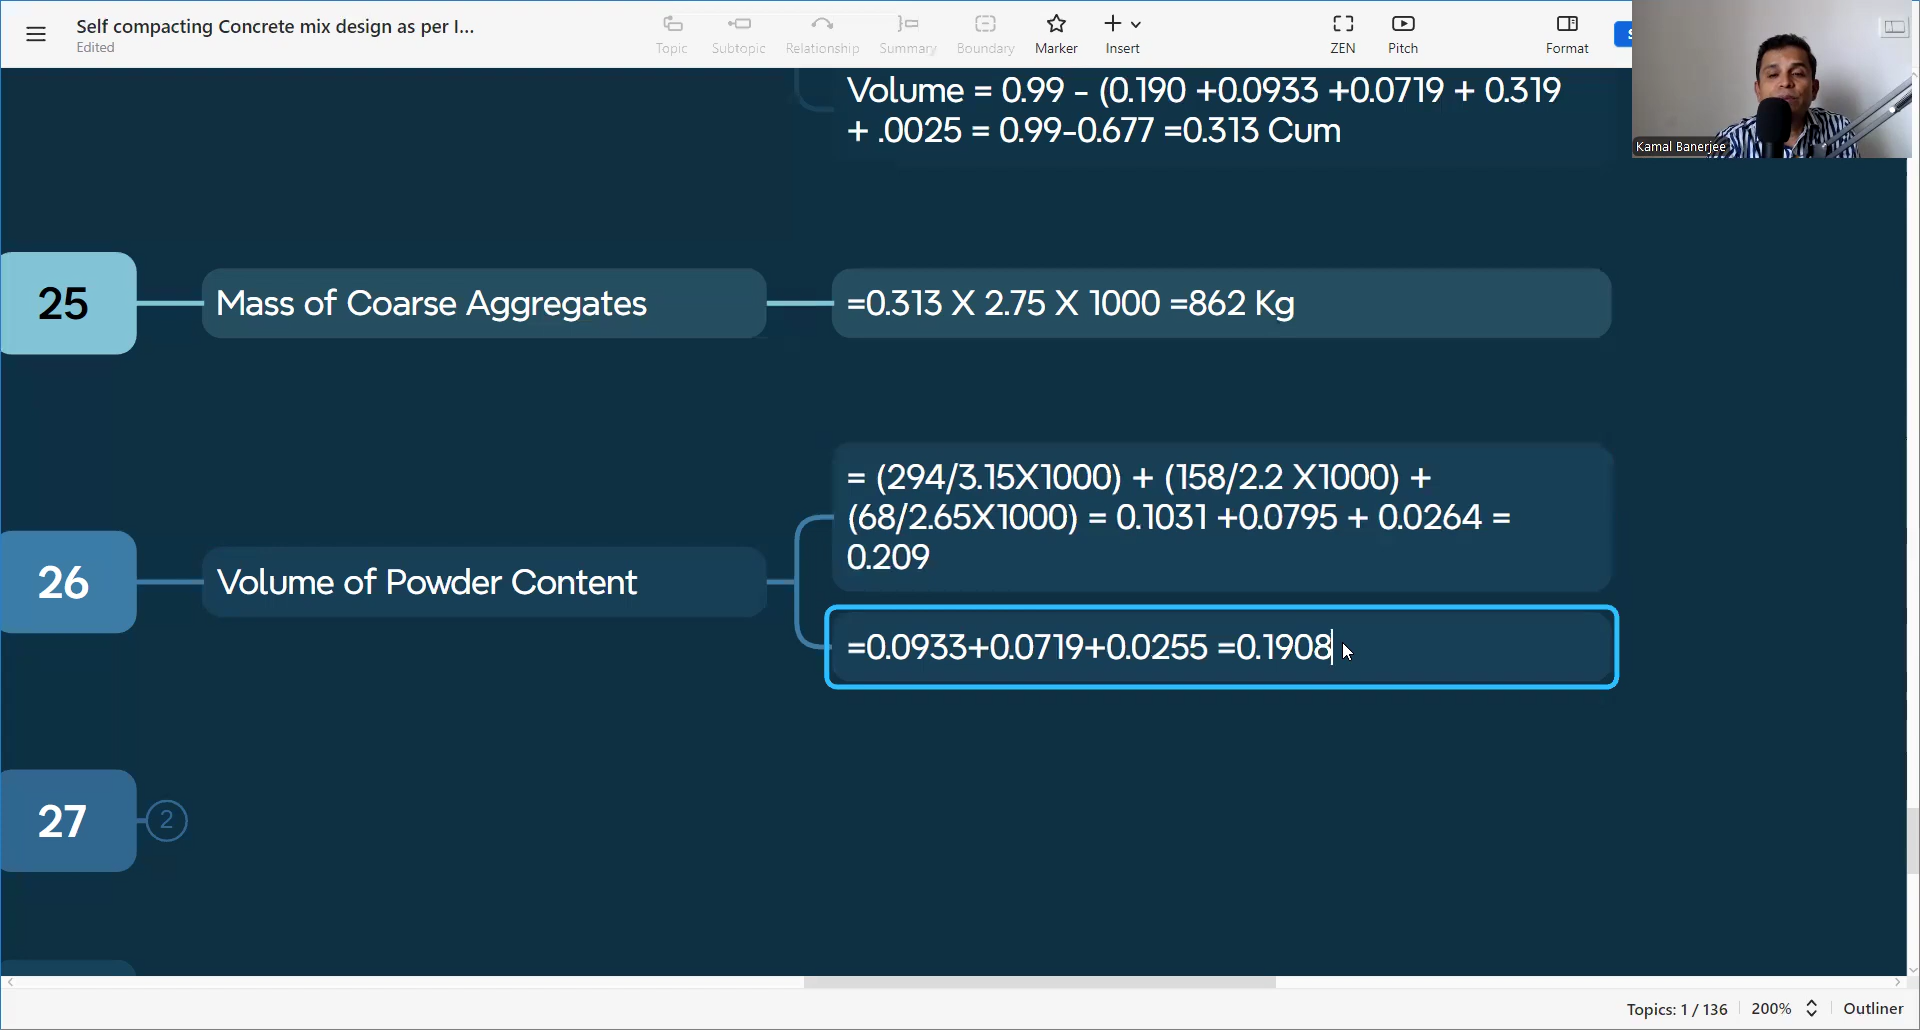 Self compacting Concrete mix design as per I...
Edited
Topic
Subtopic
Relationship
Summary
Boundary
Marker
Insert
ZEN
Pitch
Format
Kamal Banerjee
Volume = 0.99 - (0.190 +0.0933 +0.0719 + 0.319
+ .0025 = 0.99-0.677 =0.313 Cum
25
Mass of Coarse Aggregates
=0.313 X 2.75 X 1000 =862 Kg
26
Volume of Powder Content
= (294/3.15X1000) + (158/2.2 X1000) +
(68/2.65X1000) = 0.1031 +0.0795 + 0.0264 =
0.209
=0.0933+0.0719+0.0255 =0.1908
27
2
Topics: 1 / 136
200%
Outliner